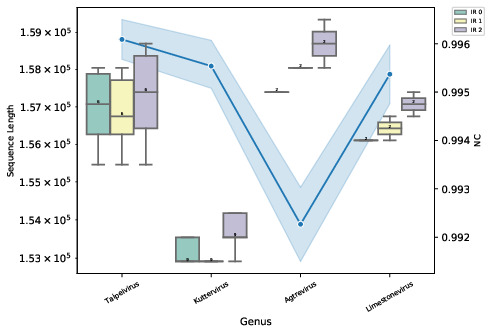 IR 0
IR 1
IR 2
1.59 × 10⁵
1.58 × 10⁵
1.57 × 10⁵
1.56 × 10⁵
1.55 × 10⁵
1.54 × 10⁵
1.53 × 10⁵
Sequence Length
0.996
0.995
0.994
0.993
0.992
NC
Taipeivirus
Kuttervirus
Agtrevirus
Limestonevirus
Genus